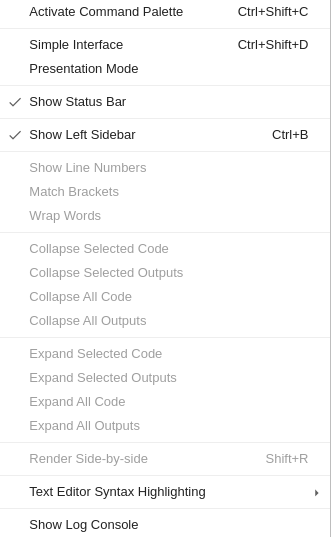 Activate Command Palette Ctrl+Shift+C
Simple Interface Ctrl+Shift+D
Presentation Mode
Show Status Bar
Show Left Sidebar Ctrl+B
Show Line Numbers
Match Brackets
Wrap Words
Collapse Selected Code
Collapse Selected Outputs
Collapse All Code
Collapse All Outputs
Expand Selected Code
Expand Selected Outputs
Expand All Code
Expand All Outputs
Render Side-by-side Shift+R
Text Editor Syntax Highlighting
Show Log Console